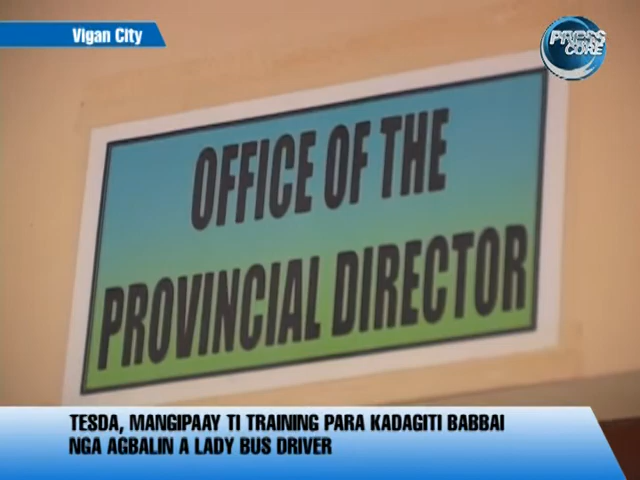 Vigan City
PRESS
CORE
OFFICE OF THE
PROVINCIAL DIRECTOR
TESDA, MANGIPAAY TI TRAINING PARA KADAGITI BABBAI
NGA AGBALIN A LADY BUS DRIVER